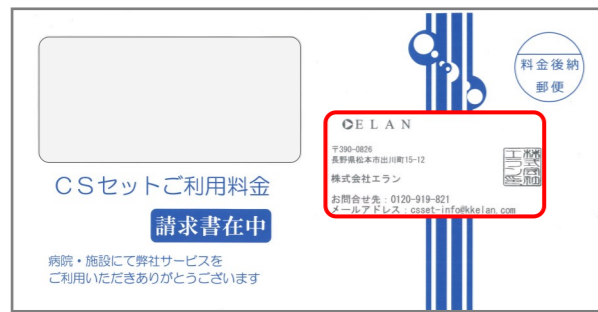 料金後納
郵便
ELAN
〒390-0826
長野県松本市出川町15-12
株式会社エラン
お問合せ先：0120-919-821
メールアドレス：csset-info@kkelan.com
CSセットご利用料金
請求書在中
病院・施設にて弊社サービスを
ご利用いただきありがとうございます